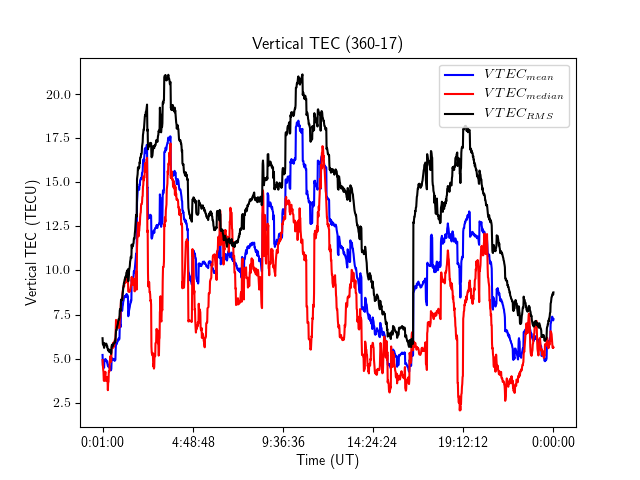 Vertical TEC (360-17)
VTEC_mean
VTEC_median
VTEC_RMS
Vertical TEC (TECU)
20.0
17.5
15.0
12.5
10.0
7.5
5.0
2.5
0:01:00 4:48:48 9:36:36 14:24:24 19:12:12 0:00:00
Time (UT)